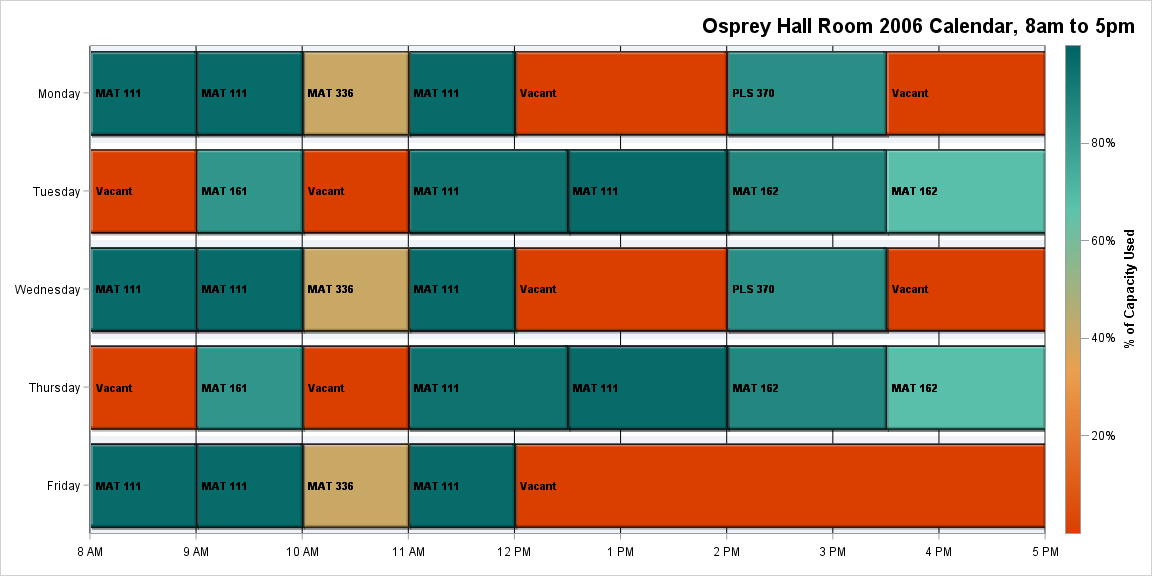 Osprey Hall Room 2006 Calendar, 8am to 5pm
Monday
MAT 111
MAT 111
MAT 336
MAT 111
Vacant
PLS 370
Vacant
Tuesday
Vacant
MAT 161
Vacant
MAT 111
MAT 111
MAT 162
MAT 162
Wednesday
MAT 111
MAT 111
MAT 336
MAT 111
Vacant
PLS 370
Vacant
Thursday
Vacant
MAT 161
Vacant
MAT 111
MAT 111
MAT 162
MAT 162
Friday
MAT 111
MAT 111
MAT 336
MAT 111
Vacant
8 AM
9 AM
10 AM
11 AM
12 PM
1 PM
2 PM
3 PM
4 PM
5 PM
80%
60%
40%
20%
% of Capacity Used